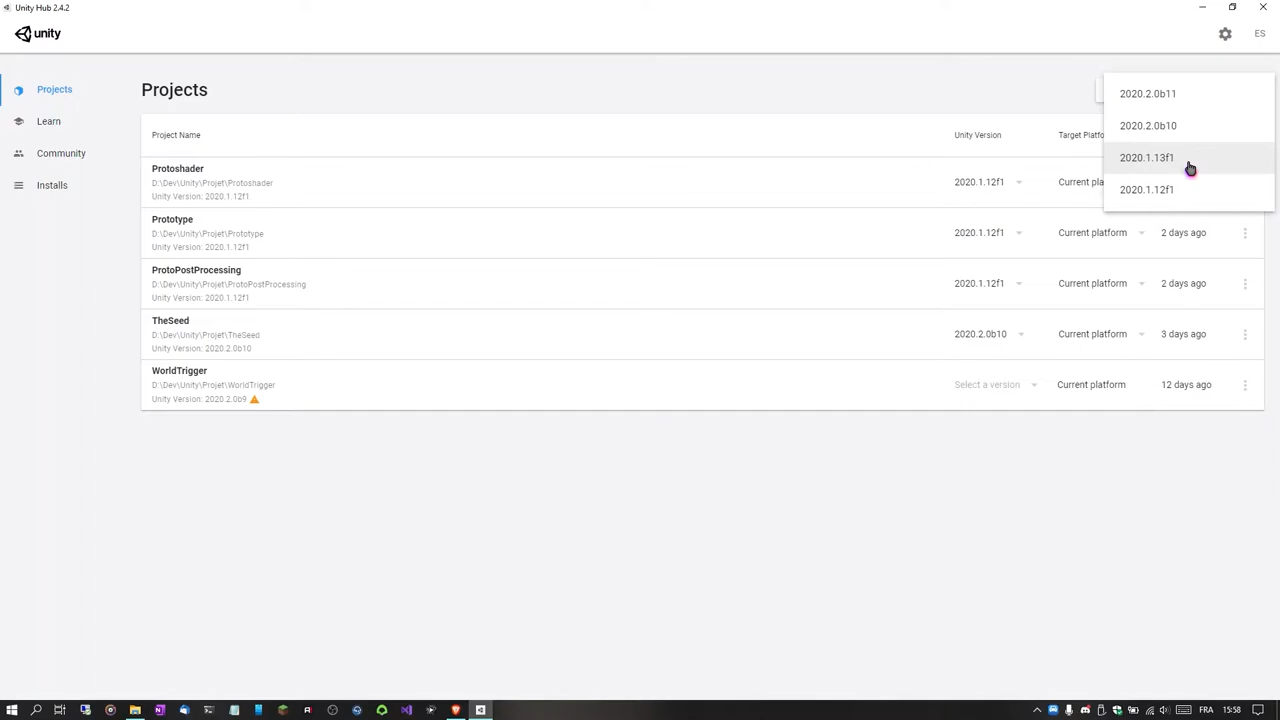 Unity Hub 2.4.2
unity
ES
Projects
Learn
Community
Installs
Projects
2020.2.0b11
2020.2.0b10
2020.1.13f1
2020.1.12f1
Project Name
Unity Version
Target Platfo
Protoshader
D:\Dev\Unity\Projet\Protoshader
Unity Version: 2020.1.12f1
2020.1.12f1
Current pla
Prototype
D:\Dev\Unity\Projet\Prototype
Unity Version: 2020.1.12f1
2020.1.12f1
Current platform
2 days ago
ProtoPostProcessing
D:\Dev\Unity\Projet\ProtoPostProcessing
Unity Version: 2020.1.12f1
2020.1.12f1
Current platform
2 days ago
TheSeed
D:\Dev\Unity\Projet\TheSeed
Unity Version: 2020.2.0b10
2020.2.0b10
Current platform
3 days ago
WorldTrigger
D:\Dev\Unity\Projet\WorldTrigger
Unity Version: 2020.2.0b9
Select a version
Current platform
12 days ago
FRA
15:58